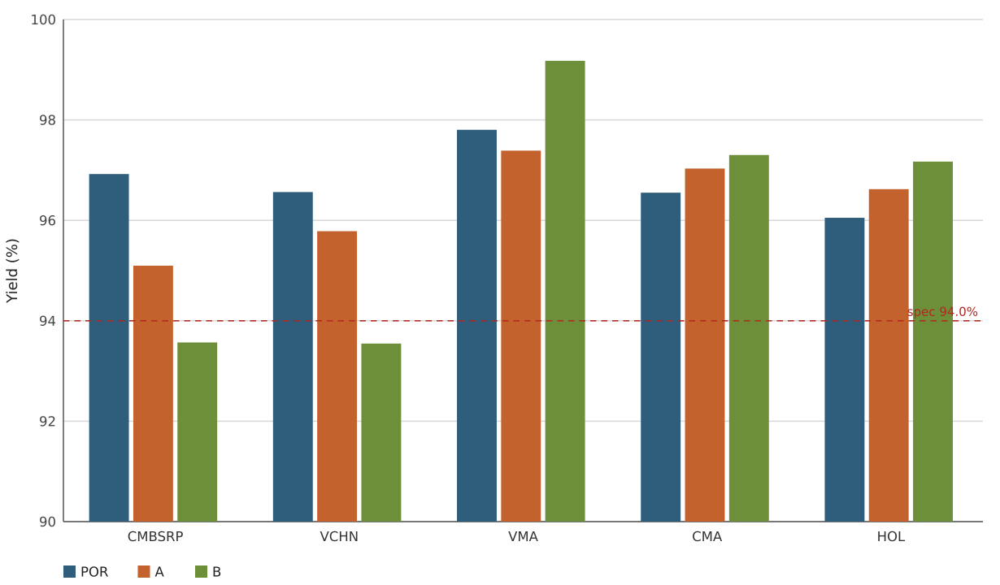 100
98
96
94
92
90
Yield (%)
spec 94.0%
CMBSRP VCHN VMA CMA HOL
POR A B